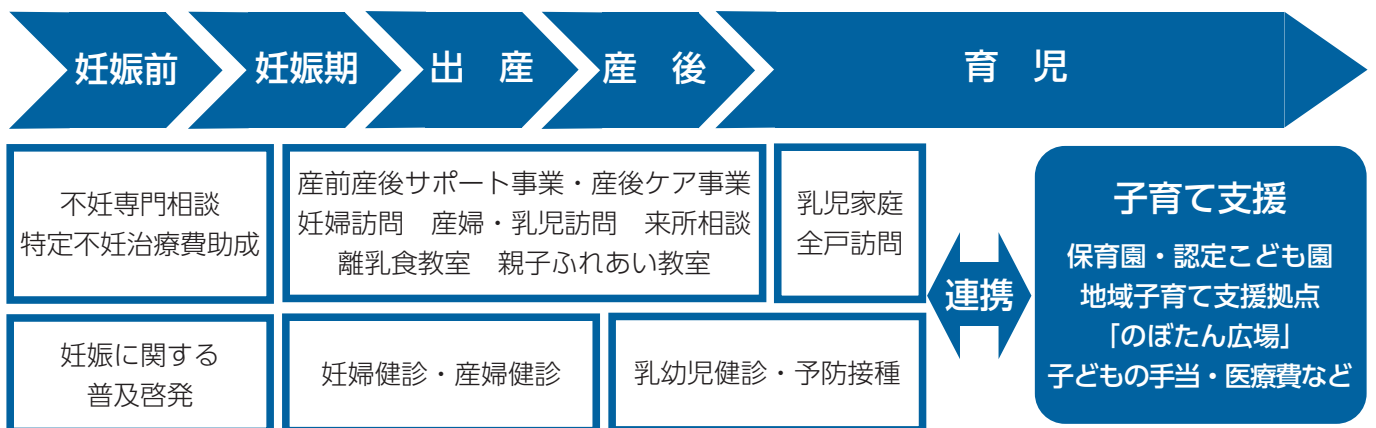 妊娠前
妊娠期
出　産
産　後
育　児
不妊専門相談
特定不妊治療費助成
産前産後サポート事業・産後ケア事業
妊婦訪問　産婦・乳児訪問　来所相談
離乳食教室　親子ふれあい教室
乳児家庭
全戸訪問
妊娠に関する
普及啓発
妊婦健診・産婦健診
乳幼児健診・予防接種
連携
子育て支援
保育園・認定こども園
地域子育て支援拠点
「のぼたん広場」
子どもの手当・医療費など